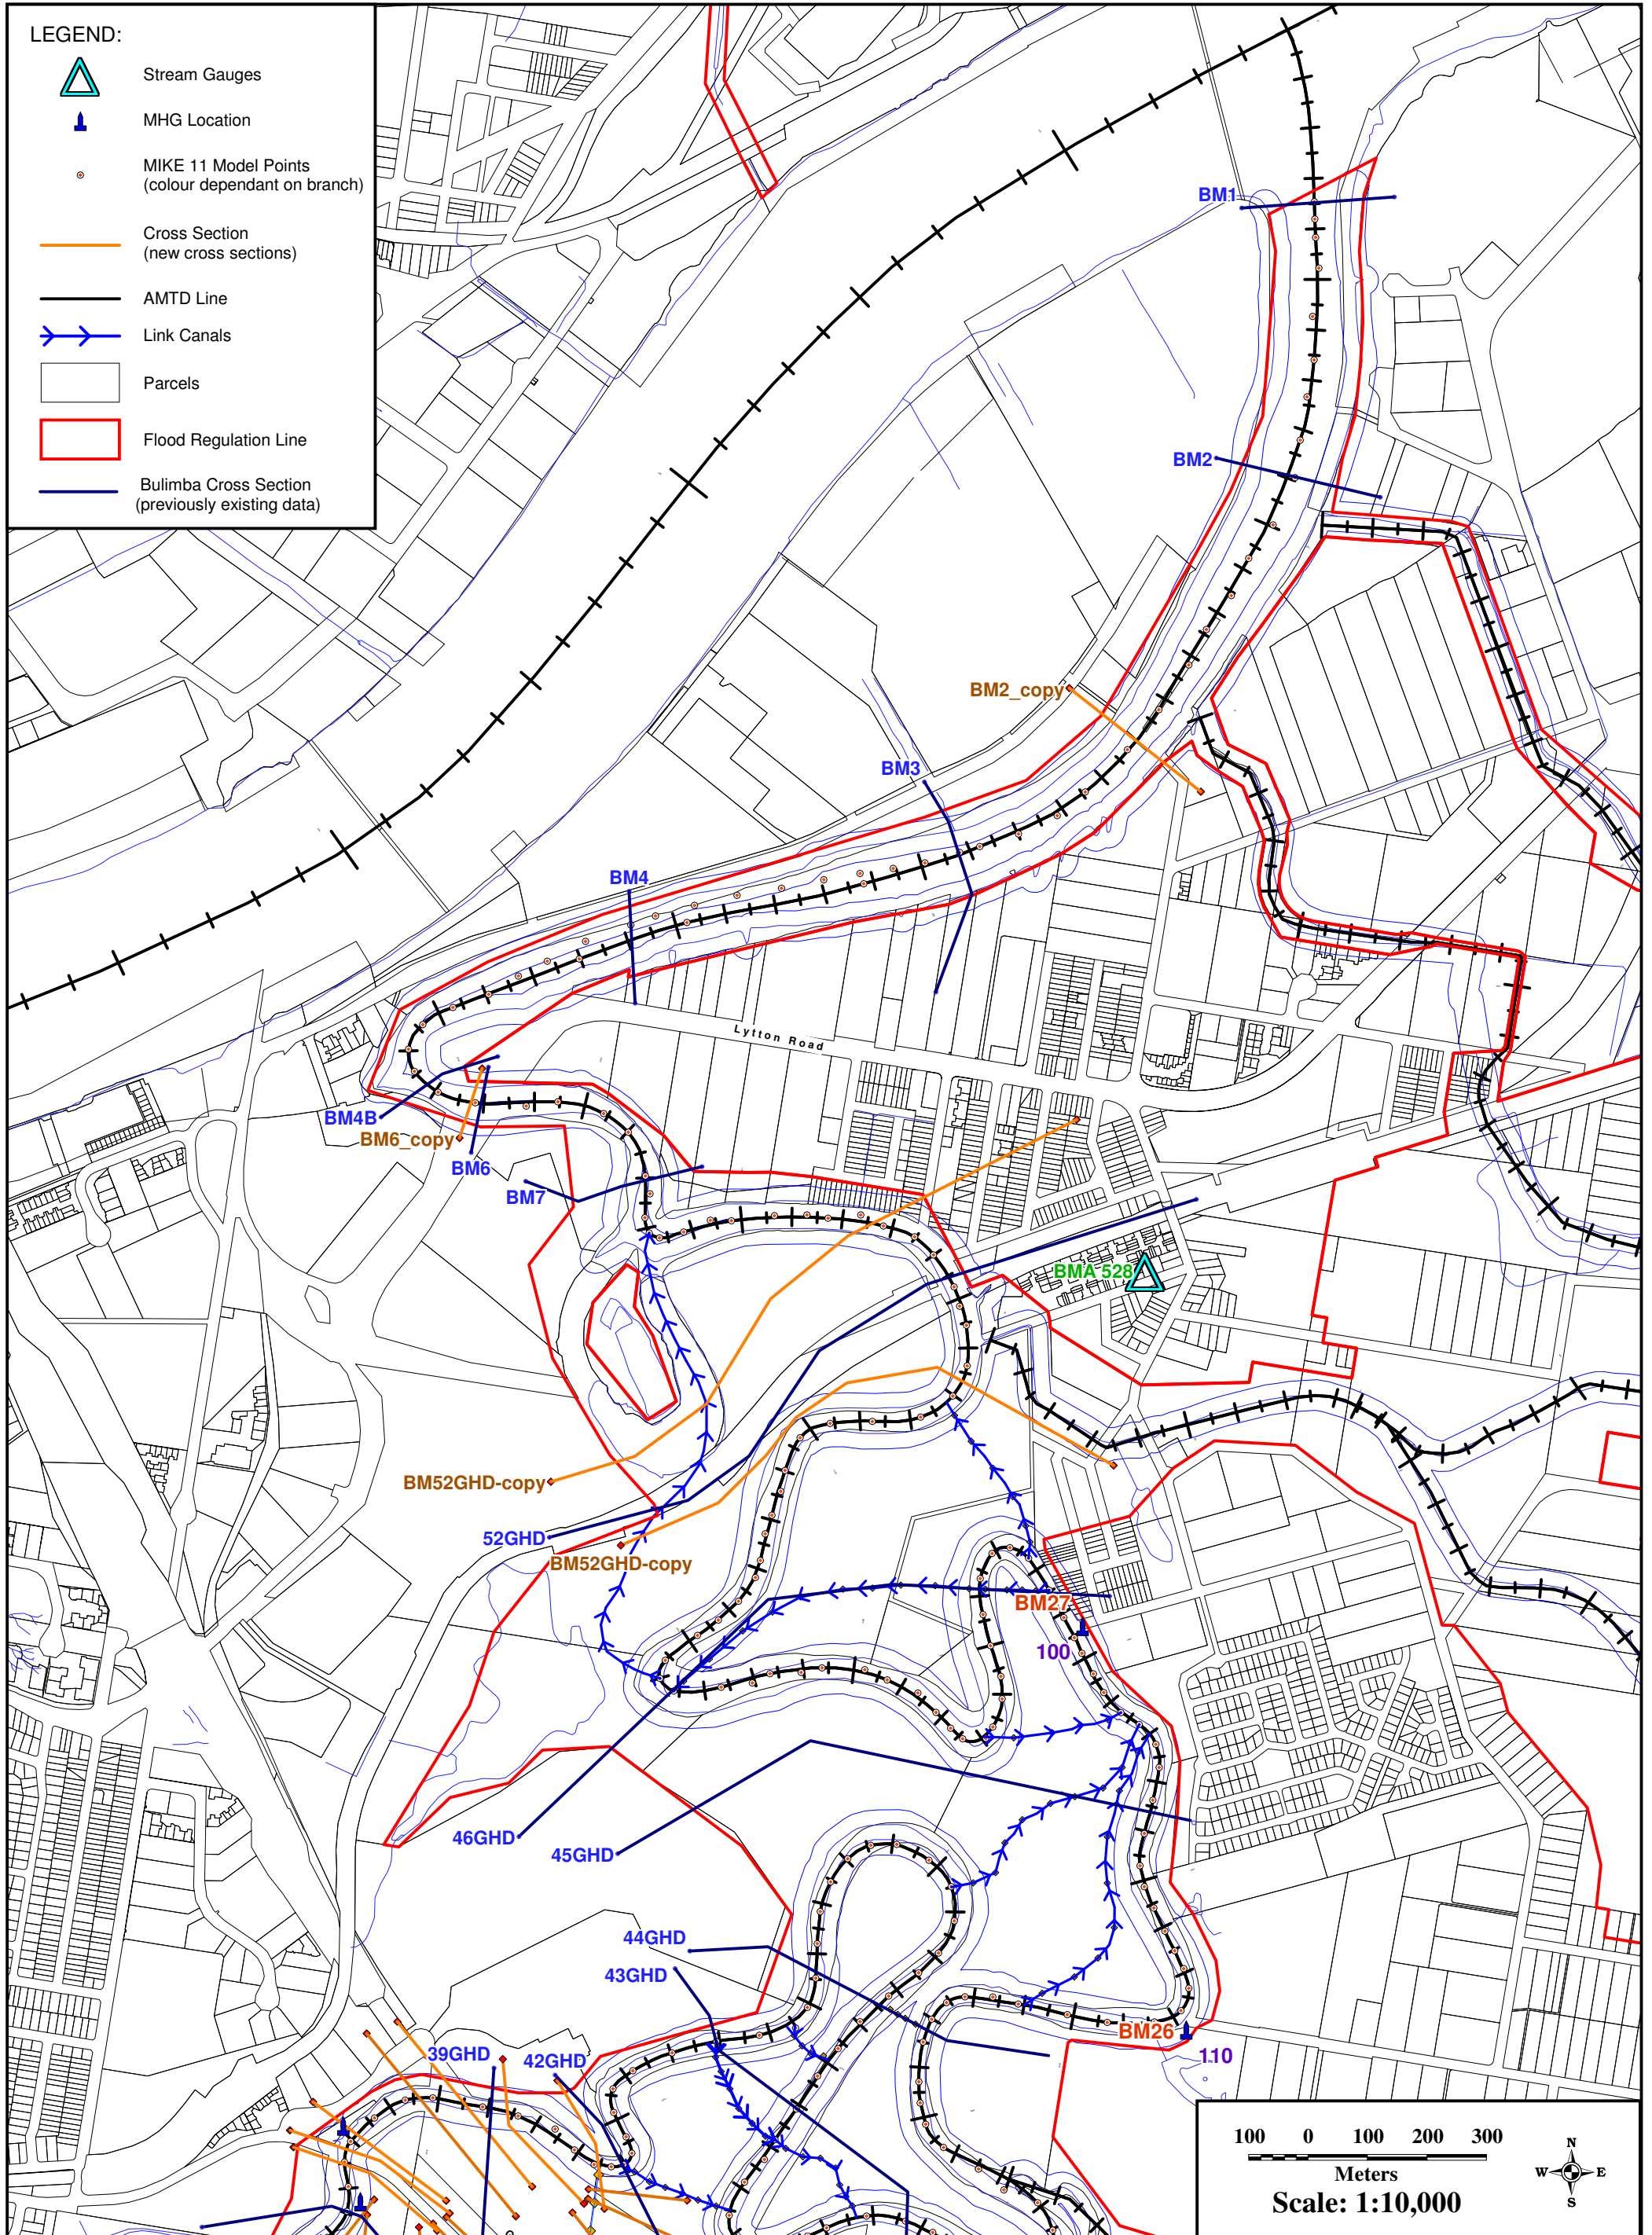 LEGEND:
Stream Gauges
MHG Location
MIKE 11 Model Points
(colour dependant on branch)
Cross Section
(new cross sections)
AMTD Line
Link Canals
Parcels
Flood Regulation Line
Bulimba Cross Section
(previously existing data)
BM1
BM2
BM2_copy
BM3
BM4
Lytton Road
BM4B
BM6_copy
BM6
BM7
BMA 528
BM52GHD-copy
52GHD
BM52GHD-copy
BM27
100
46GHD
45GHD
44GHD
43GHD
BM26
110
39GHD
42GHD
100 0 100 200 300
Meters
Scale: 1:10,000
N
W E
S